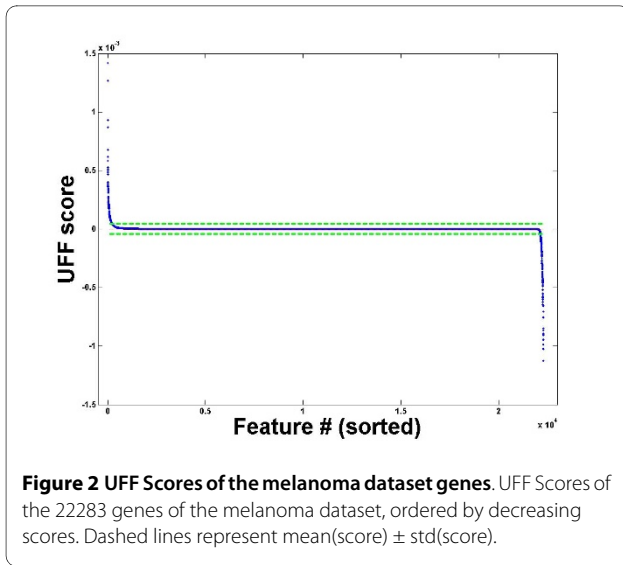 1.5 x 10^-3
1
0.5
0
-0.5
-1
-1.5
UFF score
0 0.5 1 1.5 2
x 10^4
Feature # (sorted)
Figure 2 UFF Scores of the melanoma dataset genes. UFF Scores of
the 22283 genes of the melanoma dataset, ordered by decreasing
scores. Dashed lines represent mean(score) ± std(score).